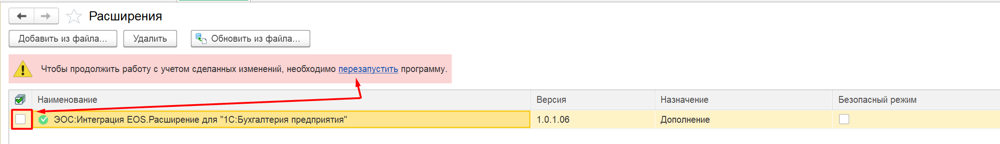 Расширения
Добавить из файла... Удалить Обновить из файла...
Чтобы продолжить работу с учетом сделанных изменений, необходимо перезапустить программу.
Наименование Версия Назначение Безопасный режим
ЭОС:Интеграция EOS.Расширение для "1С:Бухгалтерия предприятия" 1.0.1.06 Дополнение